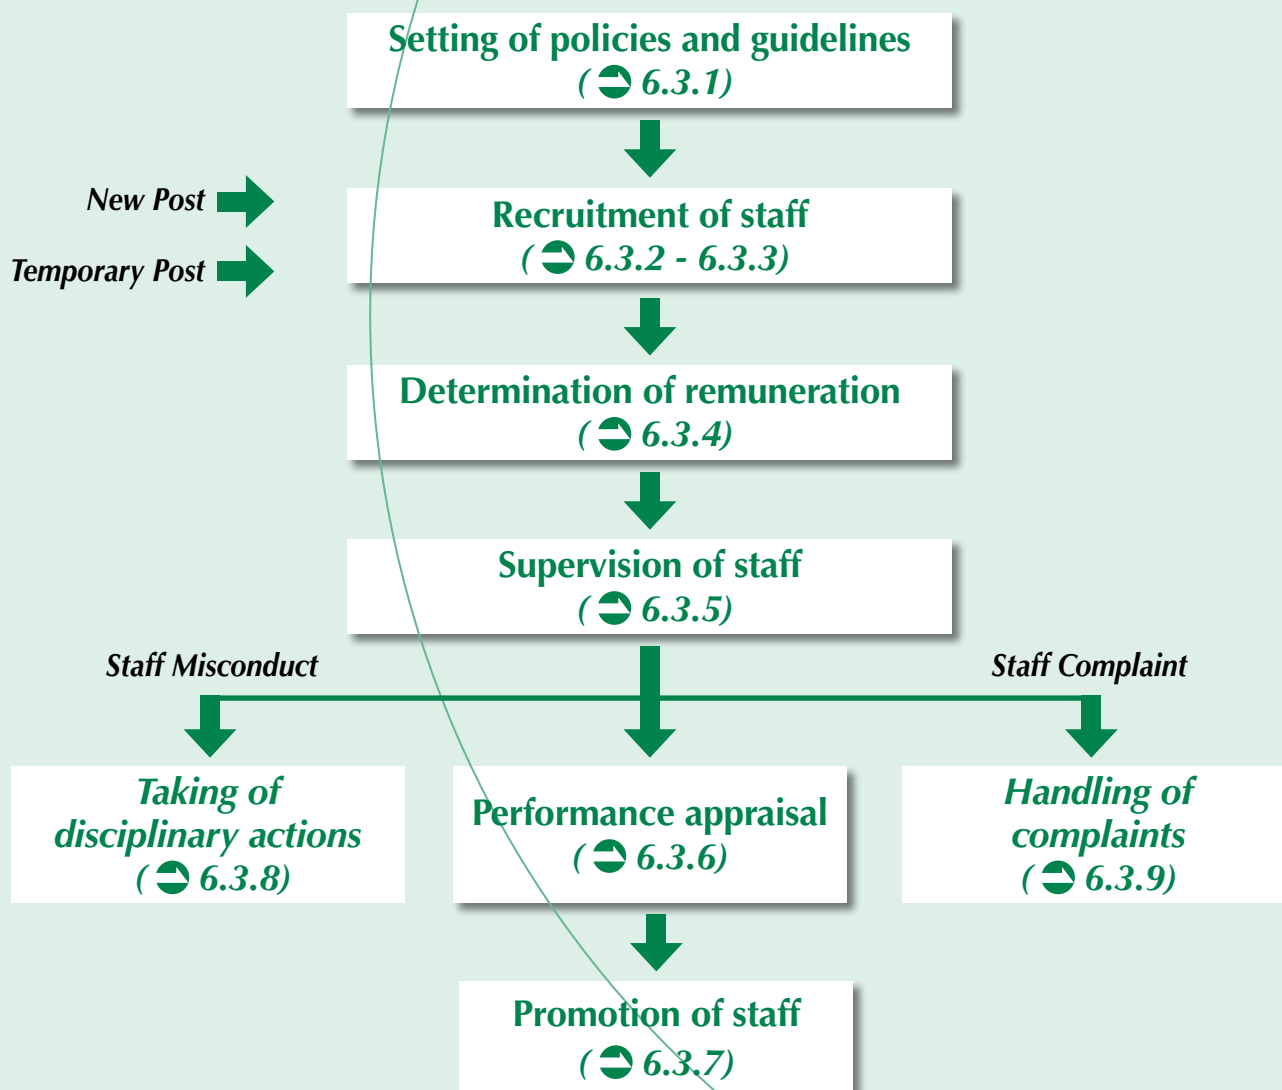 Setting of policies and guidelines
( 6.3.1)
New Post
Recruitment of staff
( 6.3.2 - 6.3.3)
Temporary Post
Determination of remuneration
( 6.3.4)
Supervision of staff
( 6.3.5)
Staff Misconduct
Staff Complaint
Taking of
disciplinary actions
( 6.3.8)
Performance appraisal
( 6.3.6)
Handling of
complaints
( 6.3.9)
Promotion of staff
( 6.3.7)